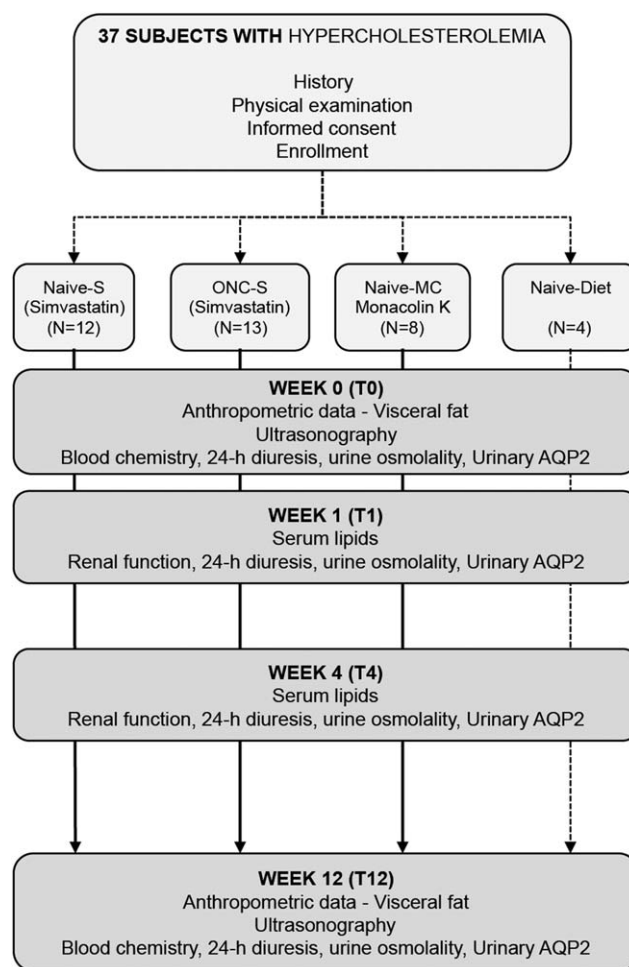 37 SUBJECTS WITH HYPERCHOLESTEROLEMIA
History
Physical examination
Informed consent
Enrollment
Naive-S
(Simvastatin)
(N=12)
ONC-S
(Simvastatin)
(N=13)
Naive-MC
Monacolin K
(N=8)
Naive-Diet
(N=4)
WEEK 0 (T0)
Anthropometric data - Visceral fat
Ultrasonography
Blood chemistry, 24-h diuresis, urine osmolality, Urinary AQP2
WEEK 1 (T1)
Serum lipids
Renal function, 24-h diuresis, urine osmolality, Urinary AQP2
WEEK 4 (T4)
Serum lipids
Renal function, 24-h diuresis, urine osmolality, Urinary AQP2
WEEK 12 (T12)
Anthropometric data - Visceral fat
Ultrasonography
Blood chemistry, 24-h diuresis, urine osmolality, Urinary AQP2